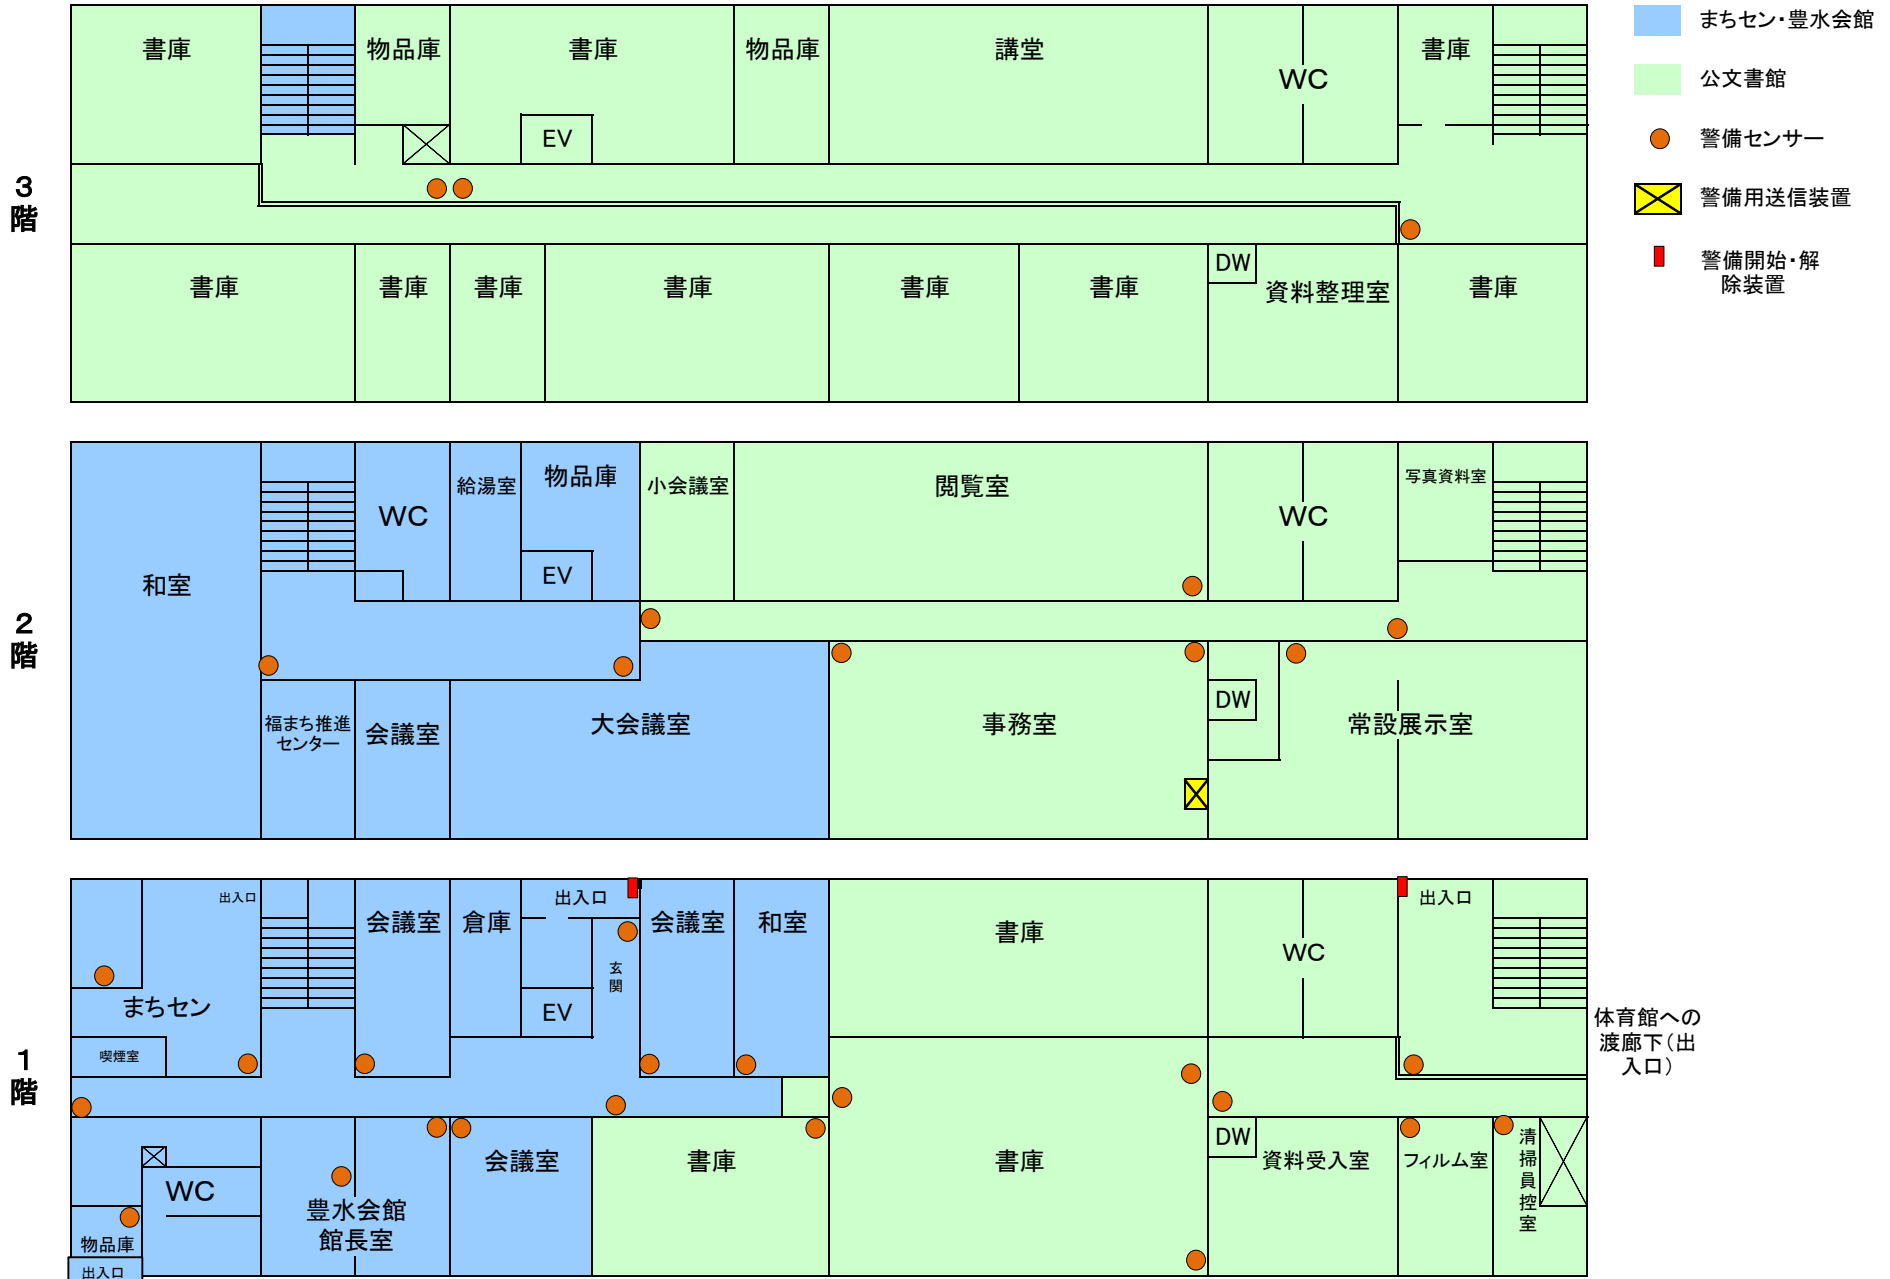 3
階
書庫
物品庫
書庫
物品庫
講堂
WC
書庫
EV
書庫
書庫
書庫
書庫
書庫
書庫
DW
資料整理室
書庫
まちセン・豊水会館
公文書館
警備センサー
警備用送信装置
警備開始・解
除装置
2
階
和室
WC
給湯室
物品庫
小会議室
閲覧室
WC
写真資料室
EV
福まち推進
センター
会議室
大会議室
事務室
DW
常設展示室
1
階
出入口
会議室
倉庫
出入口
会議室
和室
書庫
WC
出入口
まちセン
玄
関
EV
喫煙室
体育館への
渡廊下（出
入口）
WC
物品庫
出入口
豊水会館
館長室
会議室
書庫
書庫
DW
資料受入室
フィルム室
清
掃
員
控
室